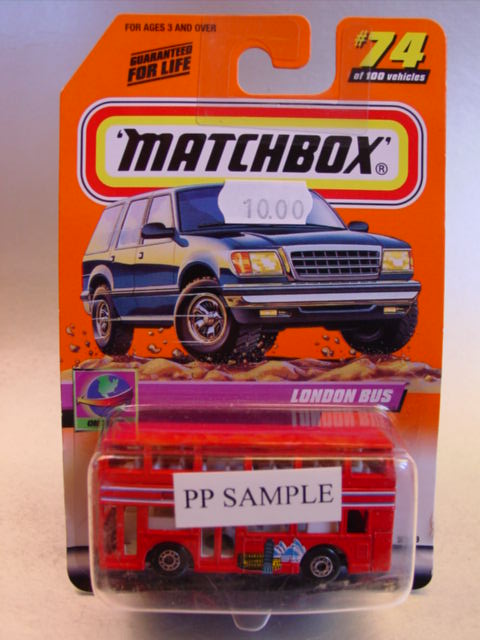 FOR AGES 3 AND OVER
GUARANTEED
FOR LIFE
#74
of 100 vehicles
'MATCHBOX'®
10.00
LONDON BUS
PP SAMPLE